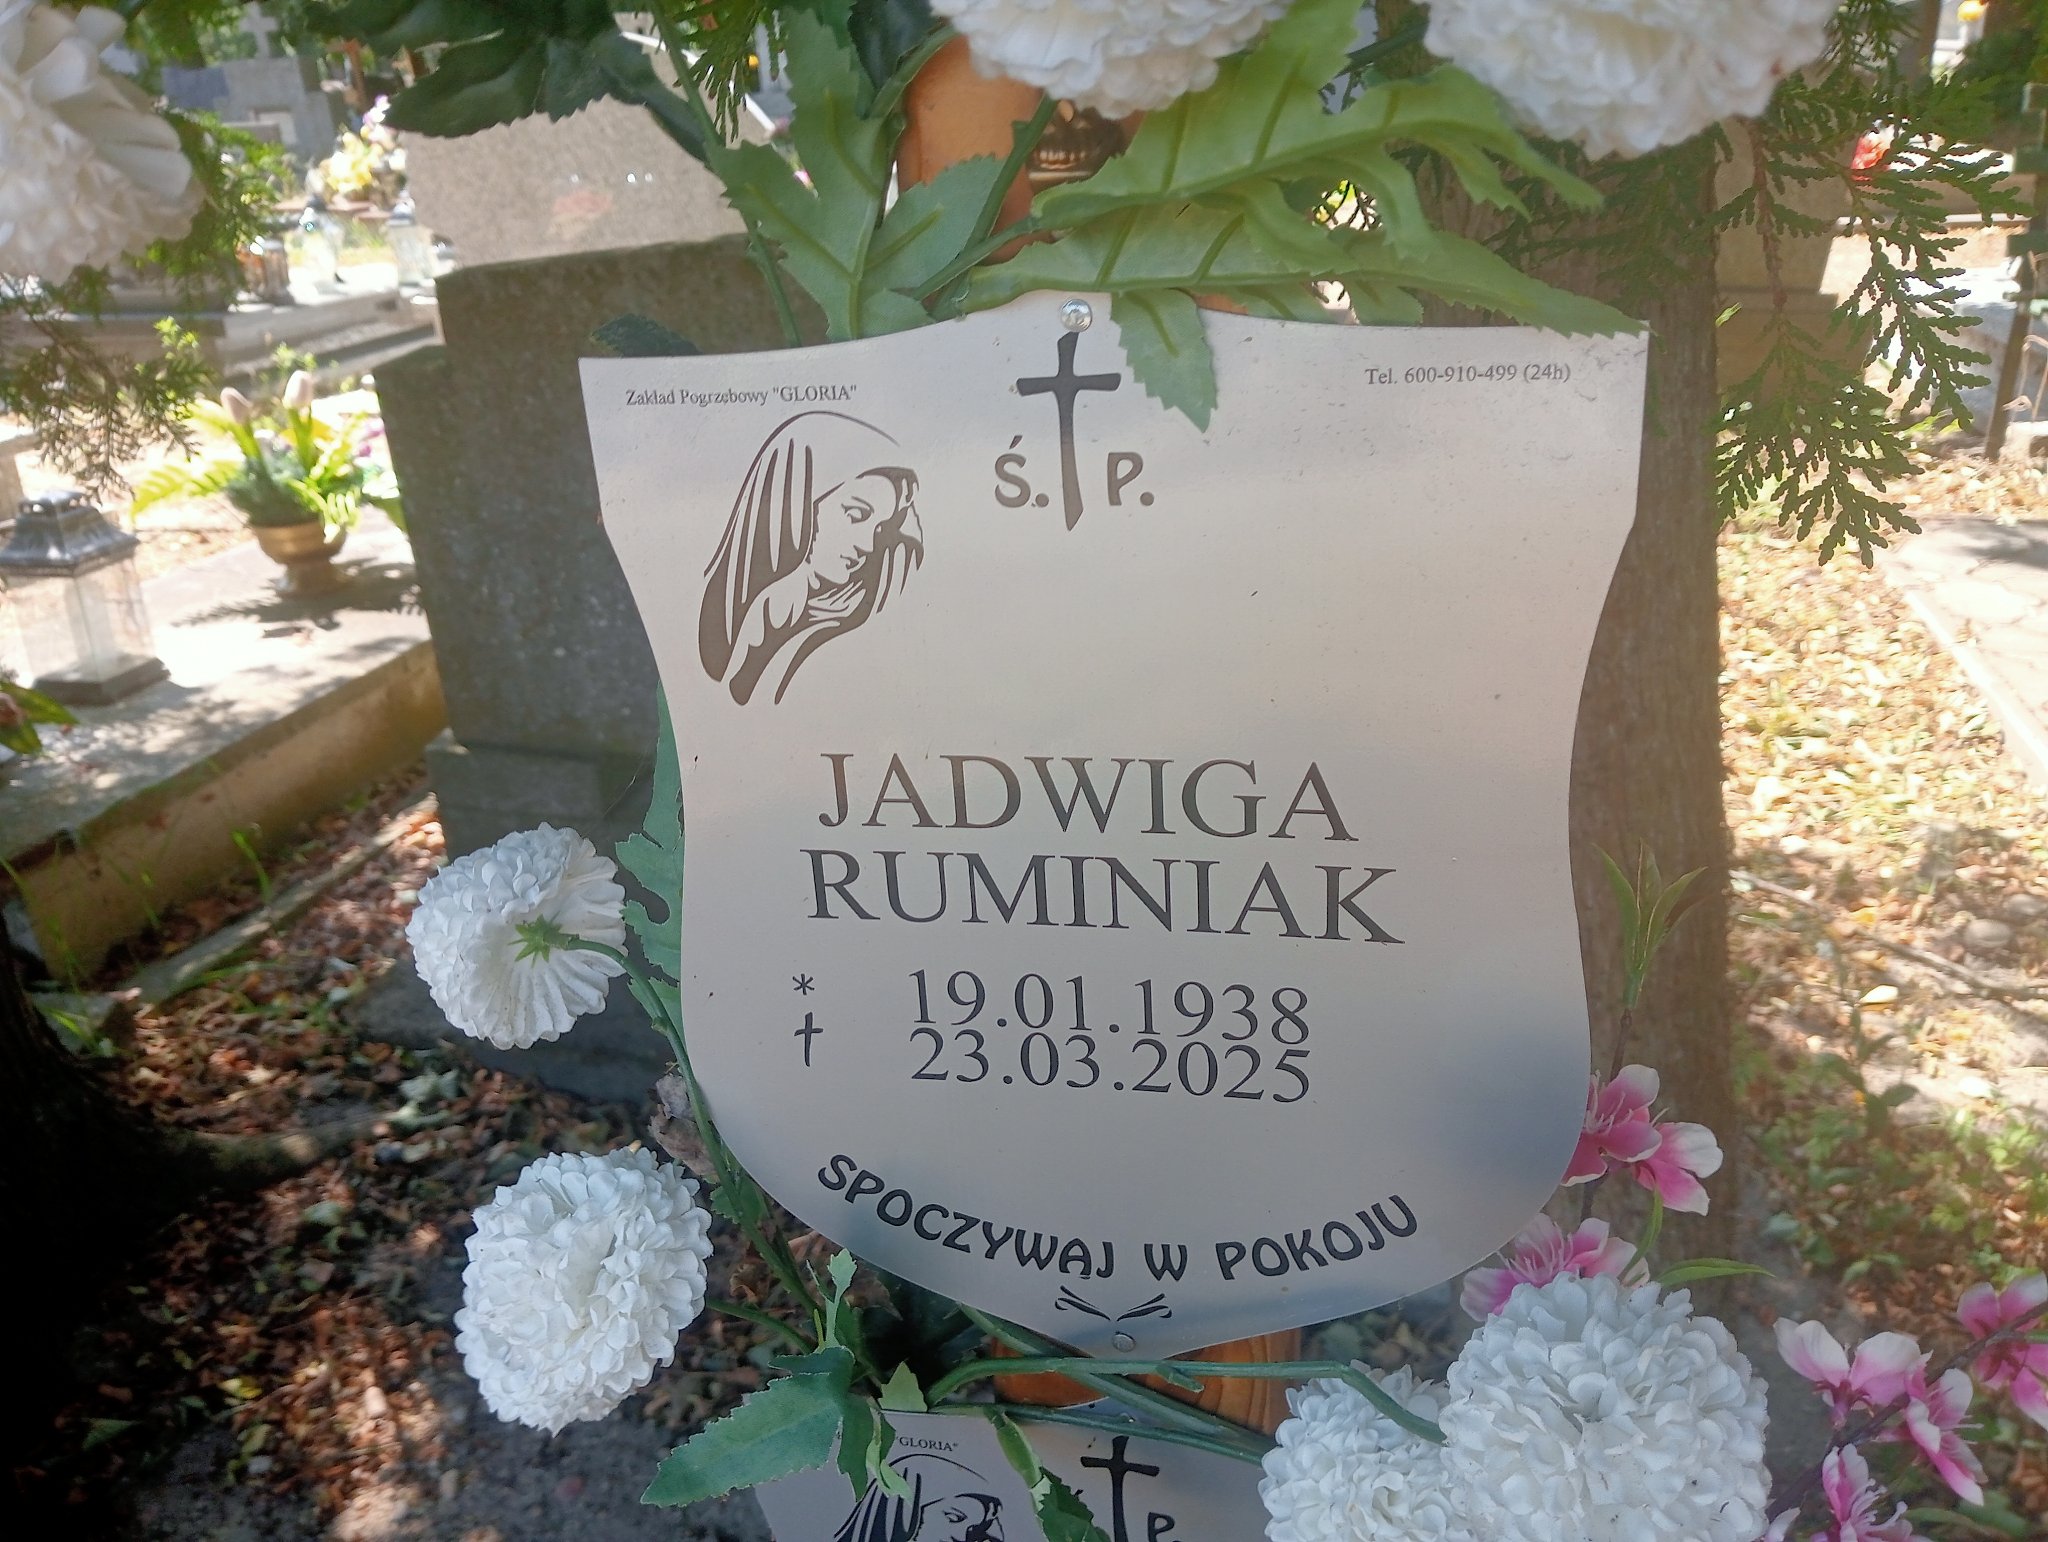 Zakład Pogrzebowy "GLORIA"
Tel. 600-910-499 (24h)
Ś. P.
JADWIGA
RUMINIAK
* 19.01.1938
† 23.03.2025
SPOCZYWAJ W POKOJU
"GLORIA"
P.